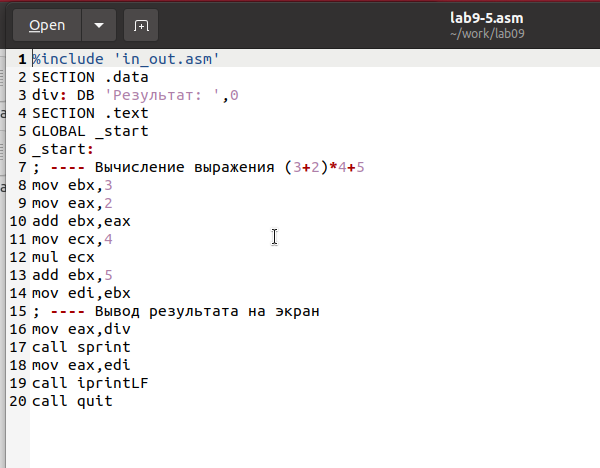 Open
lab9-5.asm
~/work/lab09
1 %include 'in_out.asm'
2 SECTION .data
3 div: DB 'Результат: ',0
4 SECTION .text
5 GLOBAL _start
6 _start:
7 ; ---- Вычисление выражения (3+2)*4+5
8 mov ebx,3
9 mov eax,2
10 add ebx,eax
11 mov ecx,4
12 mul ecx
13 add ebx,5
14 mov edi,ebx
15 ; ---- Вывод результата на экран
16 mov eax,div
17 call sprint
18 mov eax,edi
19 call iprintLF
20 call quit